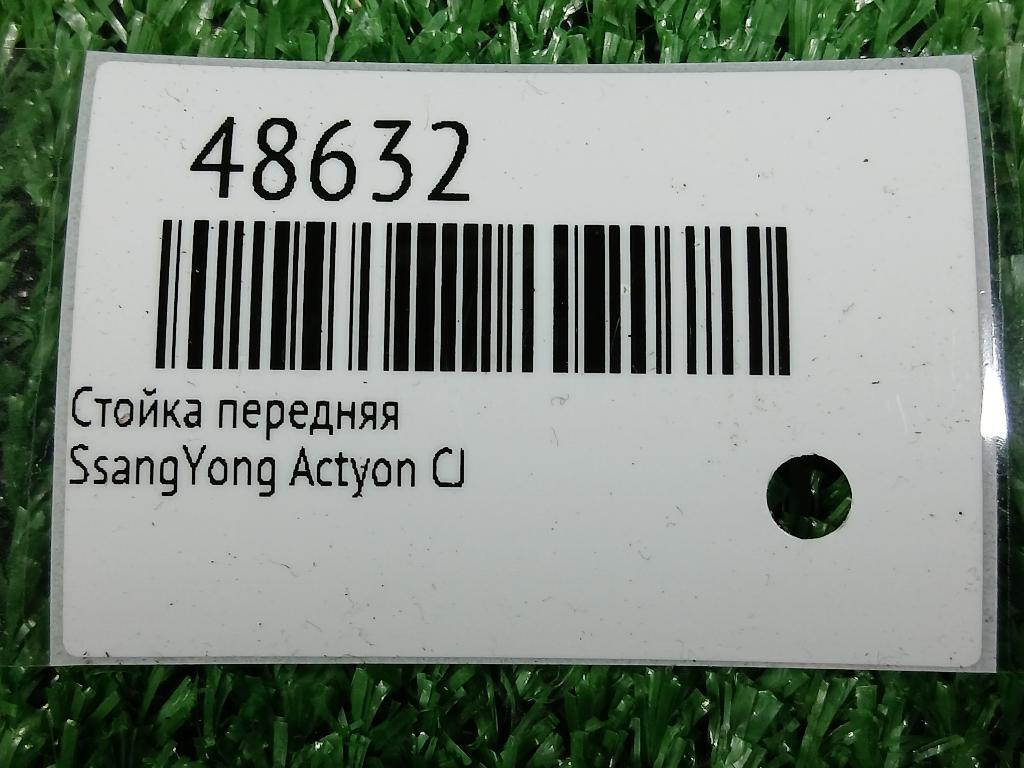 48632
Стойка передняя
SsangYong Actyon CJ